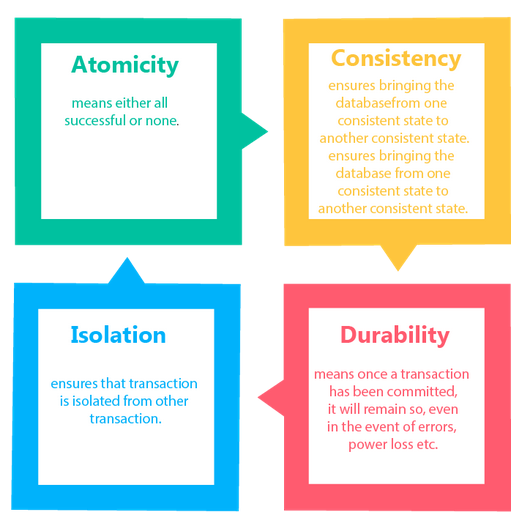 Atomicity
means either all
successful or none.
Consistency
ensures bringing the
databasefrom one
consistent state to
another consistent state.
ensures bringing the
database from one
consistent state to
another consistent state.
Isolation
ensures that transaction
is isolated from other
transaction.
Durability
means once a transaction
has been committed,
it will remain so, even
in the event of errors,
power loss etc.